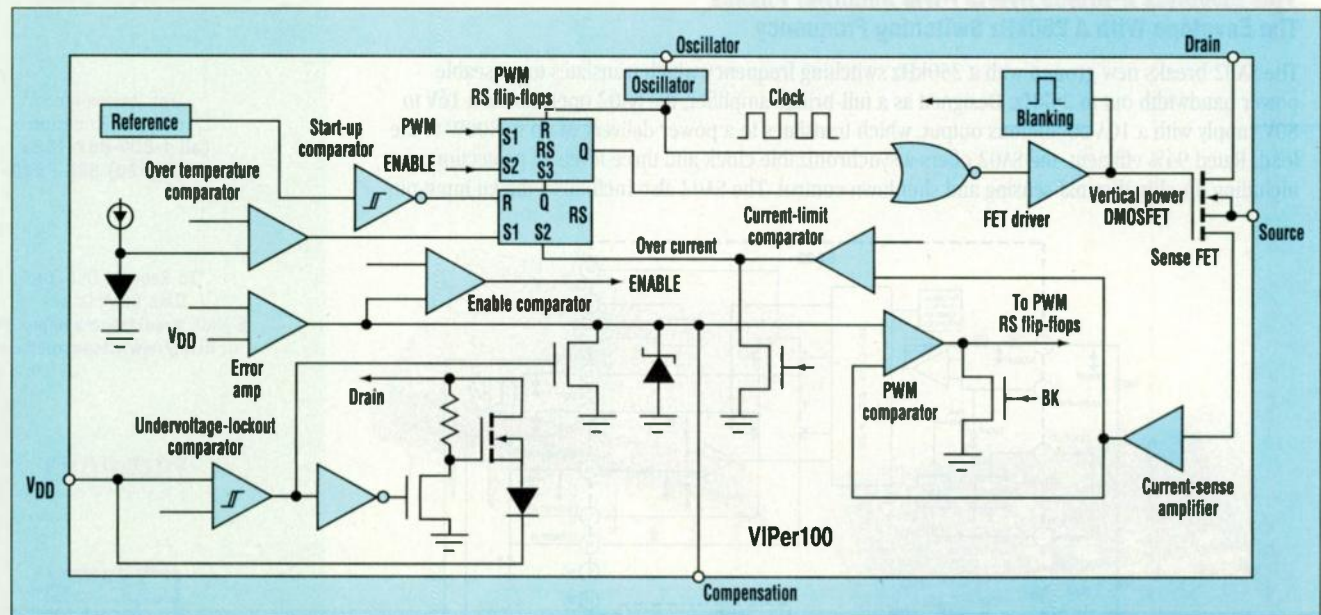 Oscillator
Drain
PWM
RS flip-flops
Oscillator
Clock
Blanking
Reference
Start-up
comparator
PWM
ENABLE
S1
R
RS
Q
S2
S3
Over temperature
comparator
R
Q
RS
S1
S2
Current-limit
comparator
FET driver
Vertical power
DMOSFET
Source
Sense FET
Over current
ENABLE
Enable comparator
To PWM
RS flip-flops
VDD
Error
amp
Drain
PWM
comparator
BK
Undervoltage-lockout
comparator
VDD
Current-sense
amplifier
VIPer100
Compensation